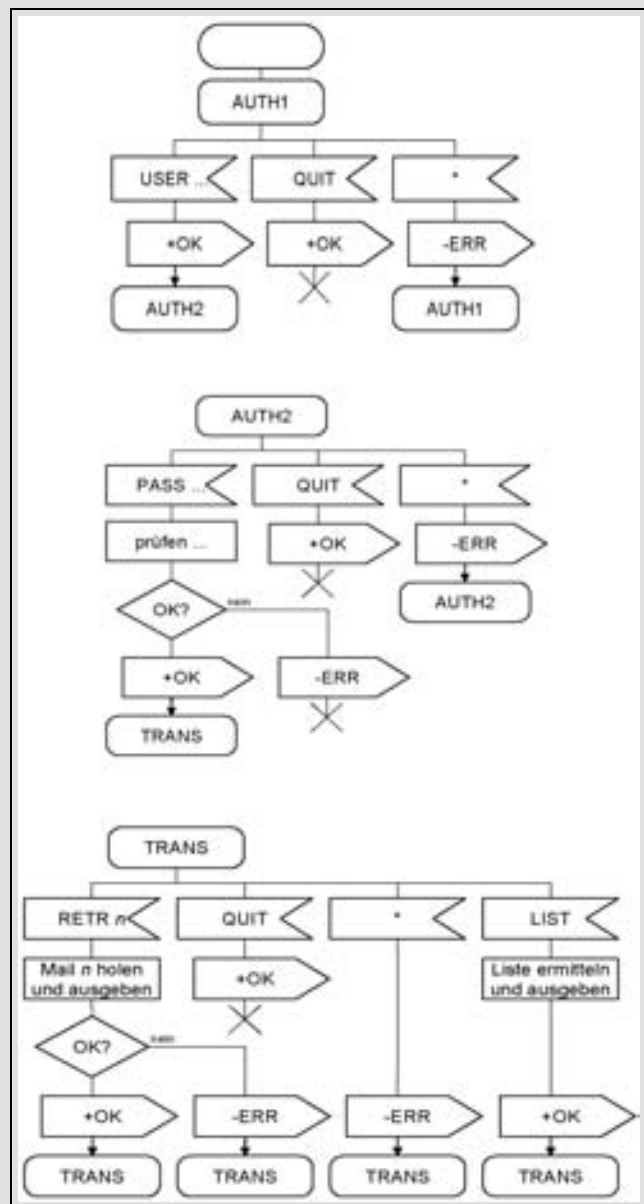 AUTH1
USER ... QUIT *
+OK +OK -ERR
AUTH2 AUTH1
AUTH2
PASS ... QUIT *
prüfen ... +OK -ERR
AUTH2
OK? nein
+OK -ERR
TRANS
TRANS
RETR n QUIT * LIST
Mail n holen
und ausgeben
+OK
Liste ermitteln
und ausgeben
OK? nein
+OK -ERR -ERR +OK
TRANS TRANS TRANS TRANS